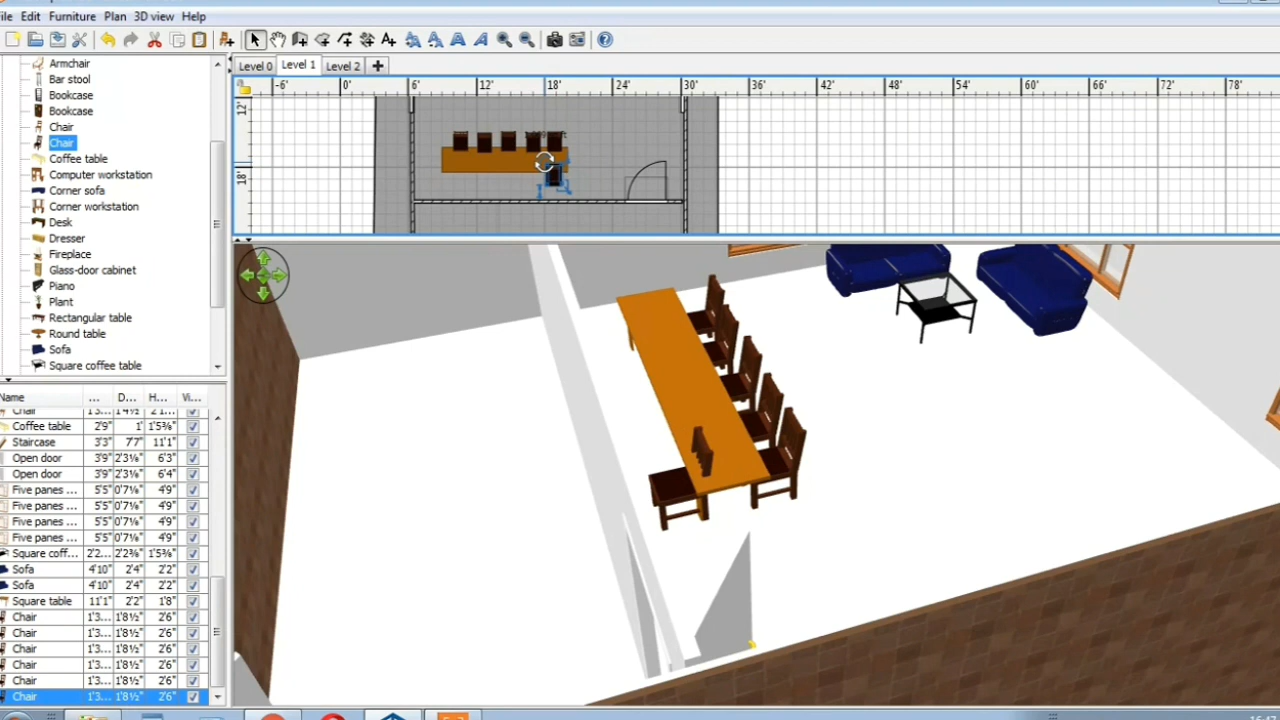 File Edit Furniture Plan 3D view Help
Level 0 Level 1 Level 2
-6' 0' 6' 12' 18' 24' 30' 36' 42' 48' 54' 60' 66' 72' 78'
12'
18'
Armchair
Bar stool
Bookcase
Bookcase
Chair
Chair
Coffee table
Computer workstation
Corner sofa
Corner workstation
Desk
Dresser
Fireplace
Glass-door cabinet
Piano
Plant
Rectangular table
Round table
Sofa
Square coffee table
Name ... D... H... Vi...
Chair 1'3... 1'4½ 2'1...
Coffee table 2'9" 1' 1'5⅜"
Staircase 3'3" 7'7" 11'1"
Open door 3'9" 2'3⅛" 6'3"
Open door 3'9" 2'3⅛" 6'4"
Five panes ... 5'5" 0'7⅛" 4'9"
Five panes ... 5'5" 0'7⅛" 4'9"
Five panes ... 5'5" 0'7⅛" 4'9"
Five panes ... 5'5" 0'7⅛" 4'9"
Square coff... 2'2... 2'2⅜" 1'5⅜"
Sofa 4'10" 2'4" 2'2"
Sofa 4'10" 2'4" 2'2"
Square table 11'1" 2'2" 1'8"
Chair 1'3... 1'8½" 2'6"
Chair 1'3... 1'8½" 2'6"
Chair 1'3... 1'8½" 2'6"
Chair 1'3... 1'8½" 2'6"
Chair 1'3... 1'8½" 2'6"
Chair 1'3... 1'8½" 2'6"